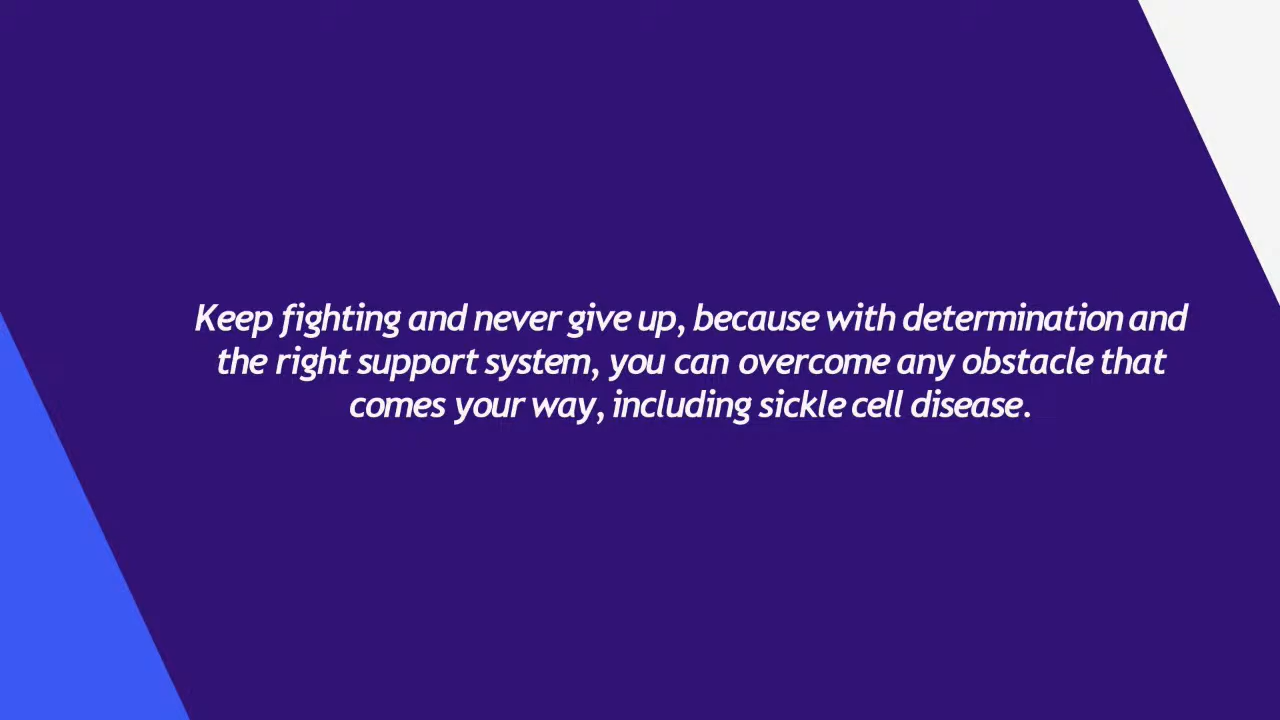 Keep fighting and never give up, because with determination and
the right support system, you can overcome any obstacle that
comes your way, including sickle cell disease.